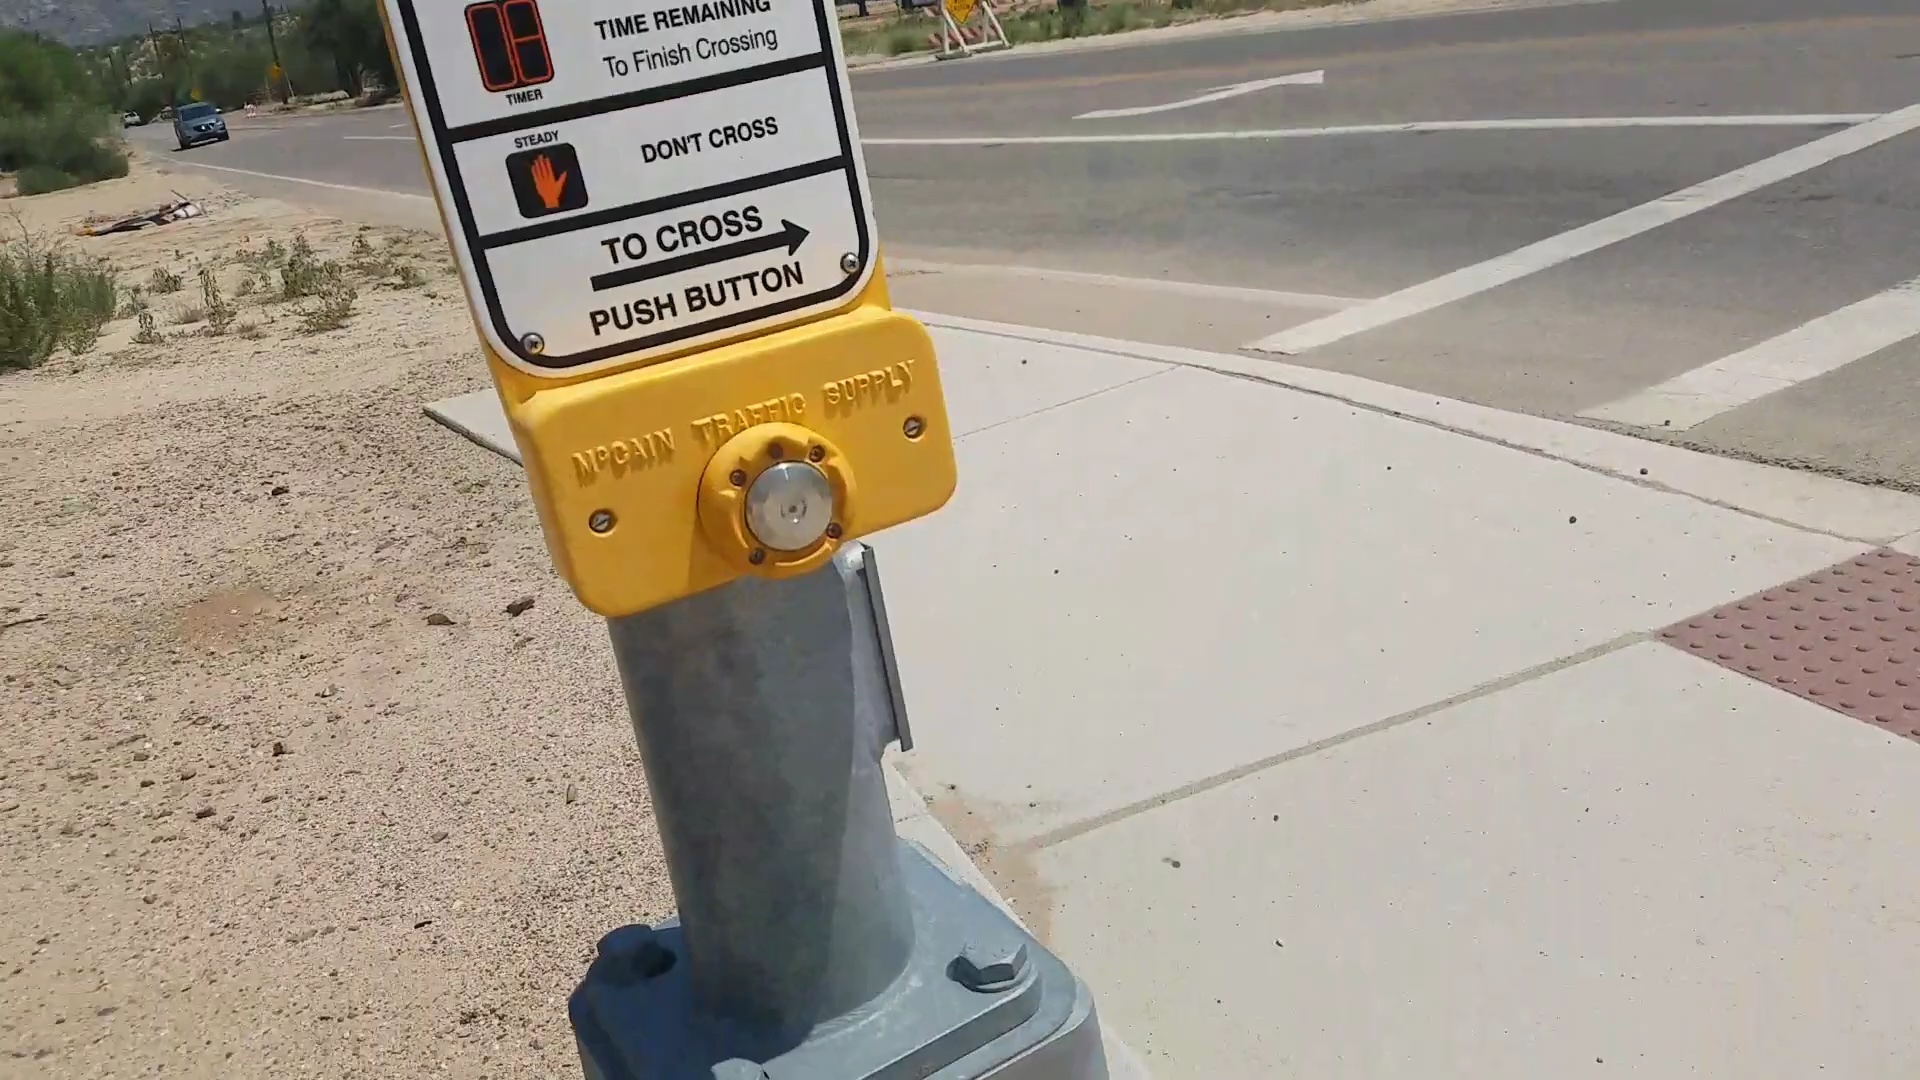 TIME REMAINING
To Finish Crossing
TIMER
STEADY
DON'T CROSS
TO CROSS
PUSH BUTTON
McCAIN TRAFFIC SUPPLY